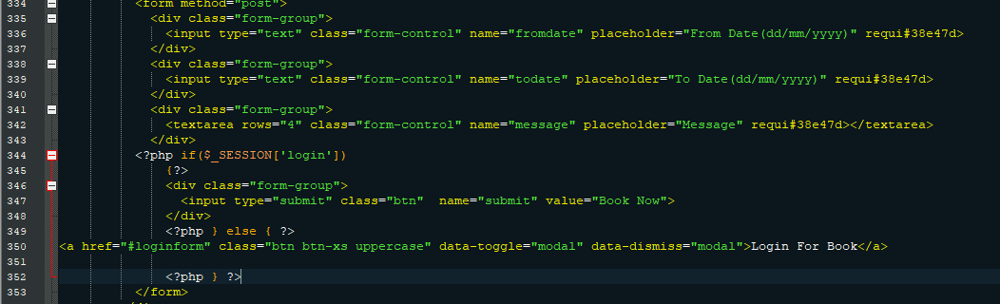 334 <form method="post">
335 <div class="form-group">
336 <input type="text" class="form-control" name="fromdate" placeholder="From Date(dd/mm/yyyy)" requi#38e47d>
337 </div>
338 <div class="form-group">
339 <input type="text" class="form-control" name="todate" placeholder="To Date(dd/mm/yyyy)" requi#38e47d>
340 </div>
341 <div class="form-group">
342 <textarea rows="4" class="form-control" name="message" placeholder="Message" requi#38e47d></textarea>
343 </div>
344 <?php if($_SESSION['login'])
345 {?>
346 <div class="form-group">
347 <input type="submit" class="btn"  name="submit" value="Book Now">
348 </div>
349 <?php } else { ?>
350 <a href="#loginform" class="btn btn-xs uppercase" data-toggle="modal" data-dismiss="modal">Login For Book</a>
351
352 <?php } ?>
353 </form>